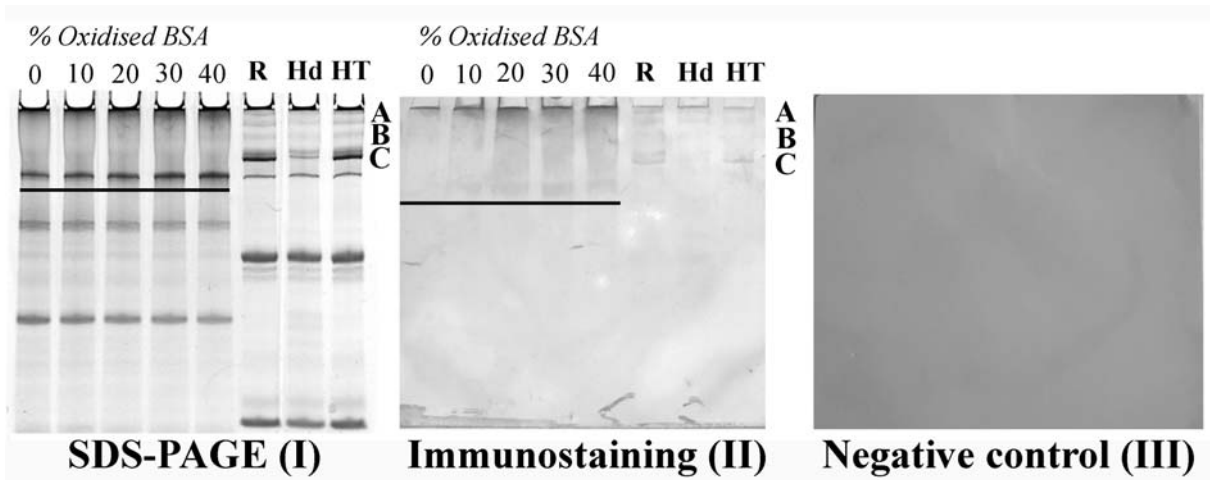 % Oxidised BSA
0 10 20 30 40 R Hd HT
A
B
C
SDS-PAGE (I)
% Oxidised BSA
0 10 20 30 40 R Hd HT
A
B
C
Immunostaining (II)
Negative control (III)